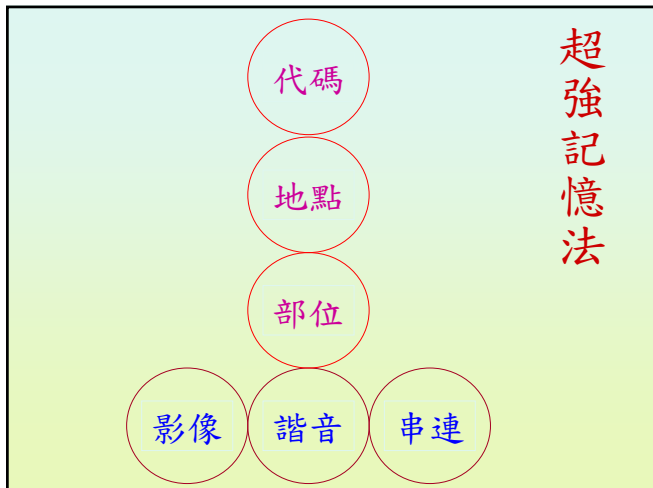 超強記憶法
代碼
地點
部位
影像 諧音 串連